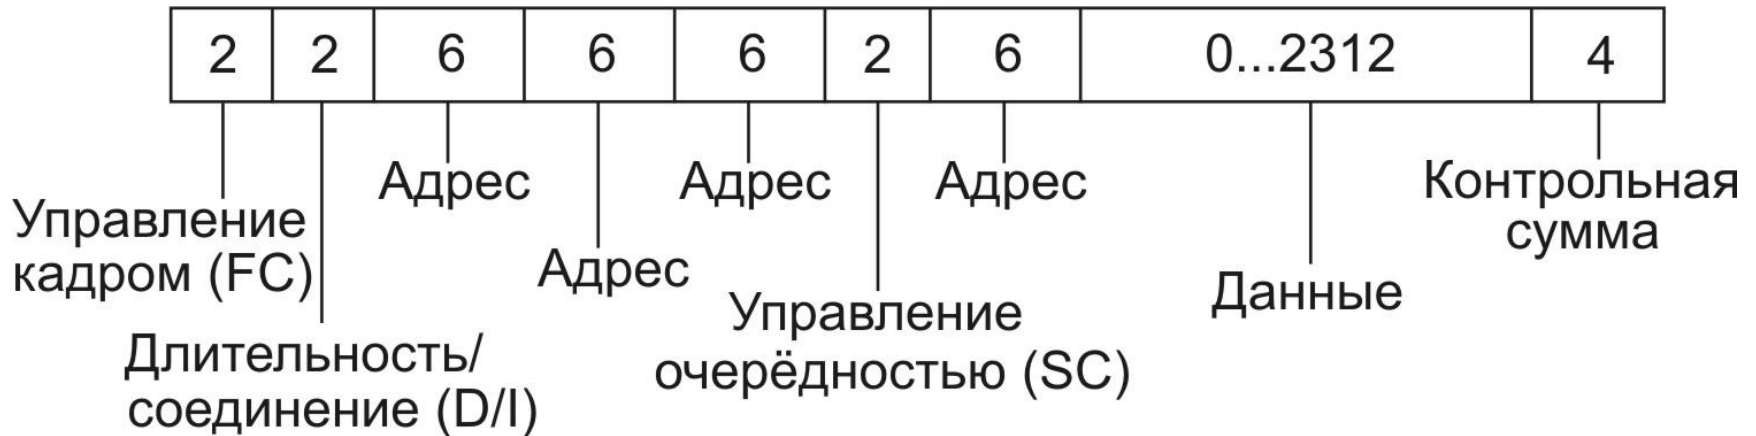 2 2 6 6 6 2 6 0...2312 4
Адрес Адрес Адрес Контрольная
сумма
Управление
кадром (FC)
Адрес
Данные
Управление
очерёдностью (SC)
Длительность/
соединение (D/I)